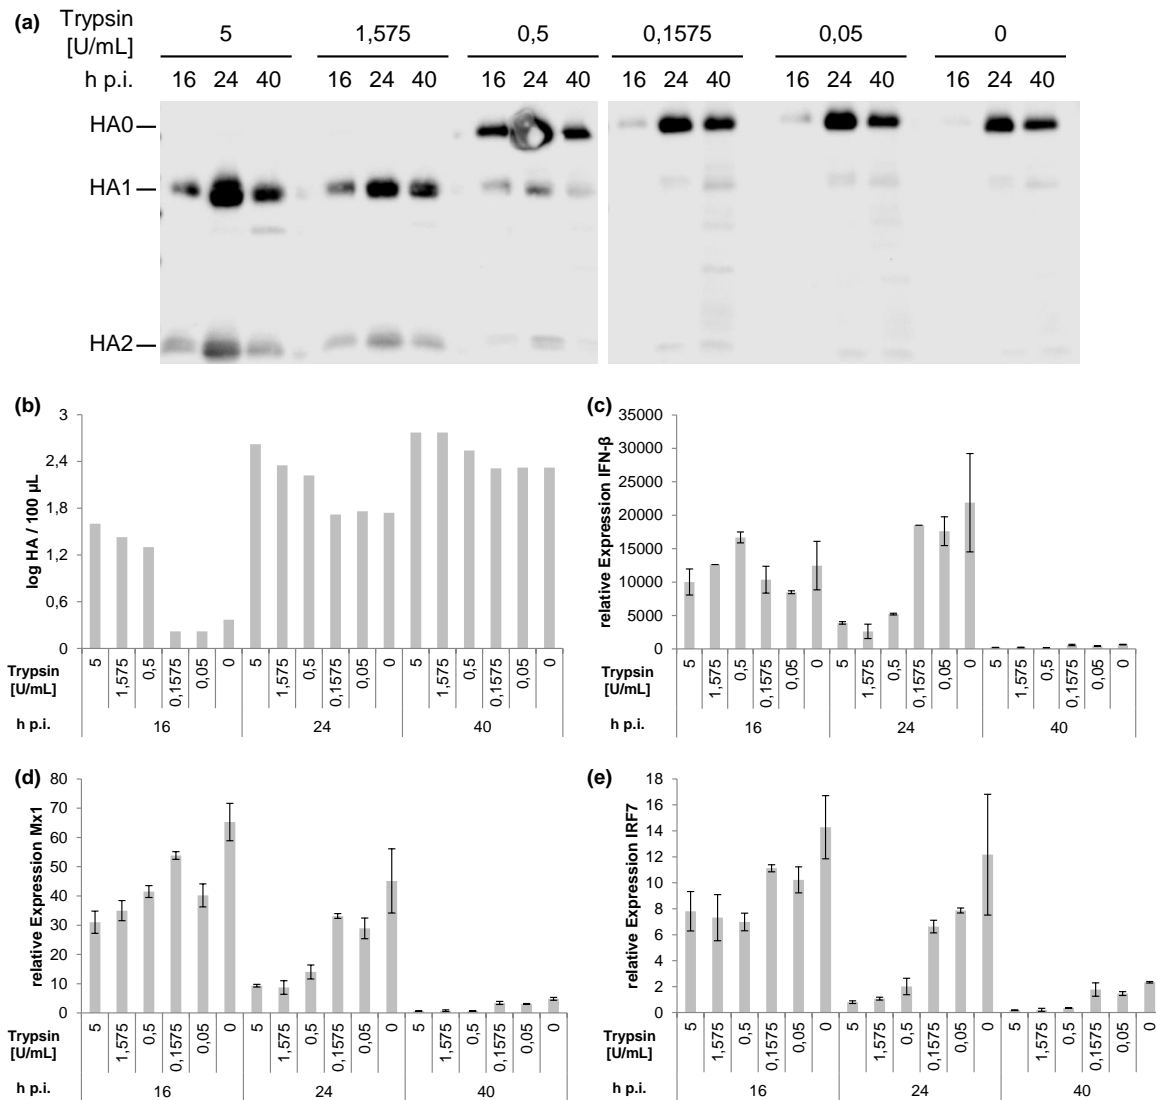 (a) Trypsin [U/mL] 5 1,575 0,5 0,1575 0,05 0
h p.i. 16 24 40 16 24 40 16 24 40 16 24 40 16 24 40 16 24 40
HA0
HA1
HA2
(b)
log HA / 100 µL
3
2,4
1,8
1,2
0,6
0
Trypsin [U/mL] 5 1,575 0,5 0,1575 0,05 0 5 1,575 0,5 0,1575 0,05 0 5 1,575 0,5 0,1575 0,05 0
h p.i. 16 24 40
(c)
relative Expression IFN-β
35000
30000
25000
20000
15000
10000
5000
0
Trypsin [U/mL] 5 1,575 0,5 0,1575 0,05 0 5 1,575 0,5 0,1575 0,05 0 5 1,575 0,5 0,1575 0,05 0
h p.i. 16 24 40
(d)
relative Expression Mx1
80
70
60
50
40
30
20
10
0
Trypsin [U/mL] 5 1,575 0,5 0,1575 0,05 0 5 1,575 0,5 0,1575 0,05 0 5 1,575 0,5 0,1575 0,05 0
h p.i. 16 24 40
(e)
relative Expression IRF7
18
16
14
12
10
8
6
4
2
0
Trypsin [U/mL] 5 1,575 0,5 0,1575 0,05 0 5 1,575 0,5 0,1575 0,05 0 5 1,575 0,5 0,1575 0,05 0
h p.i. 16 24 40